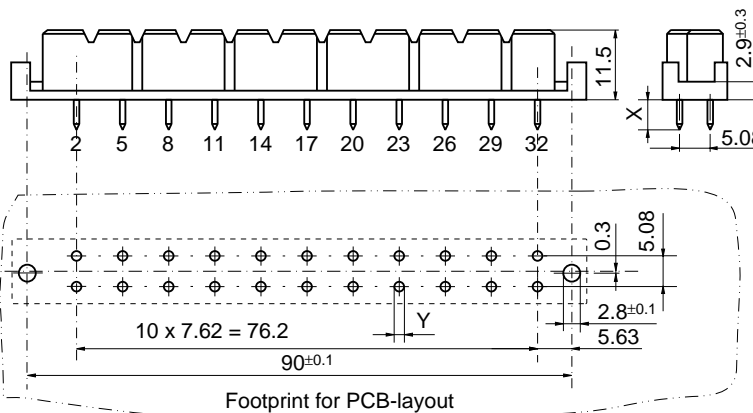 11.5
2.9±0.3
X
5.08
2 5 8 11 14 17 20 23 26 29 32
0.3
5.08
10 x 7.62 = 76.2
Y
2.8±0.1
5.63
90±0.1
Footprint for PCB-layout